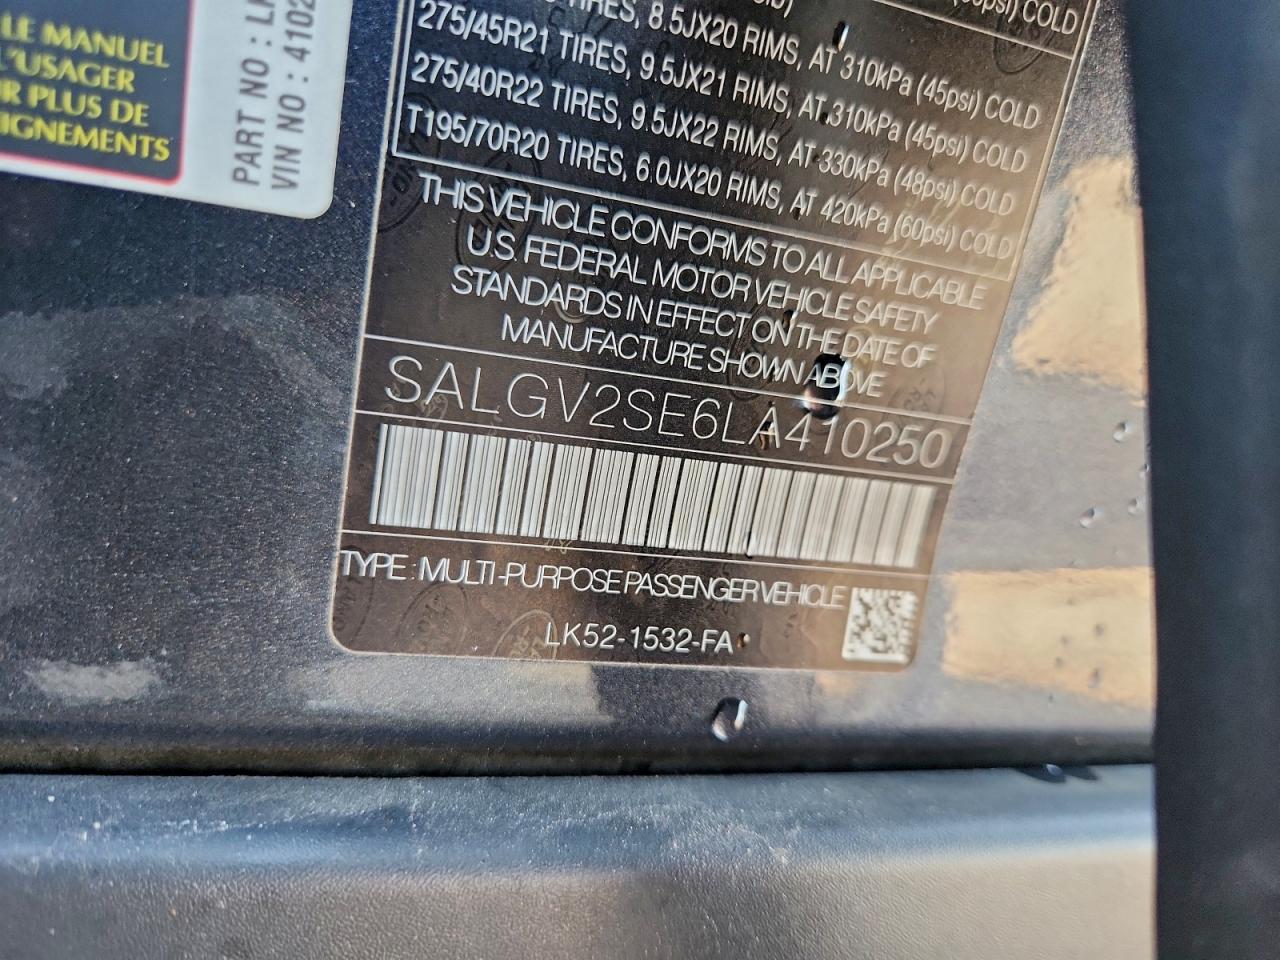 LE MANUEL
L'USAGER
R PLUS DE
IGNEMENTS
PART NO : L
VIN NO : 4102
COLD
TIRES, 8.5JX20 RIMS, AT 310kPa (45psi) COLD
275/45R21 TIRES, 9.5JX21 RIMS, AT 310kPa (45psi) COLD
275/40R22 TIRES, 9.5JX22 RIMS, AT 330kPa (48psi) COLD
T195/70R20 TIRES, 6.0JX20 RIMS, AT 420kPa (60psi) COLD
THIS VEHICLE CONFORMS TO ALL APPLICABLE
U.S. FEDERAL MOTOR VEHICLE SAFETY
STANDARDS IN EFFECT ON THE DATE OF
MANUFACTURE SHOWN ABOVE
SALGV2SE6LA410250
TYPE : MULTI-PURPOSE PASSENGER VEHICLE
LK52-1532-FA